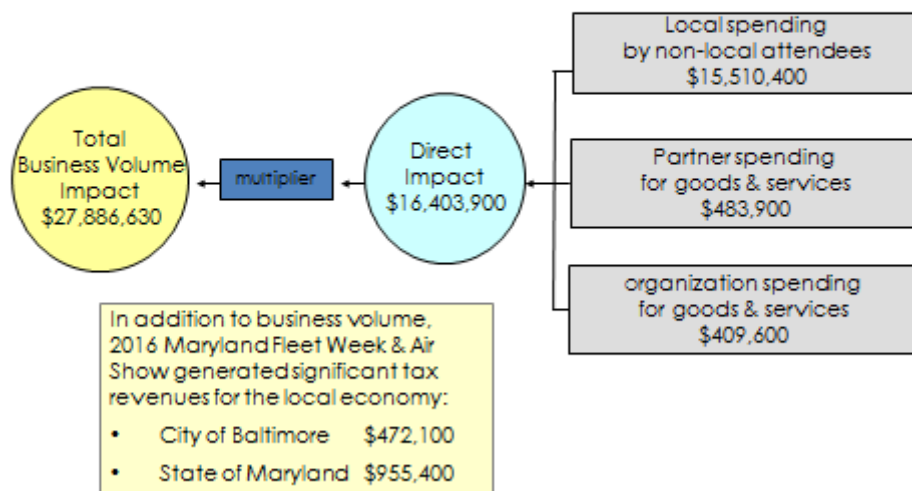 Local spending
by non-local attendees
$15,510,400
Total
Business Volume
Impact
$27,886,630
multiplier
Direct
Impact
$16,403,900
Partner spending
for goods & services
$483,900
organization spending
for goods & services
$409,600
In addition to business volume,
2016 Maryland Fleet Week & Air
Show generated significant tax
revenues for the local economy:
• City of Baltimore $472,100
• State of Maryland $955,400